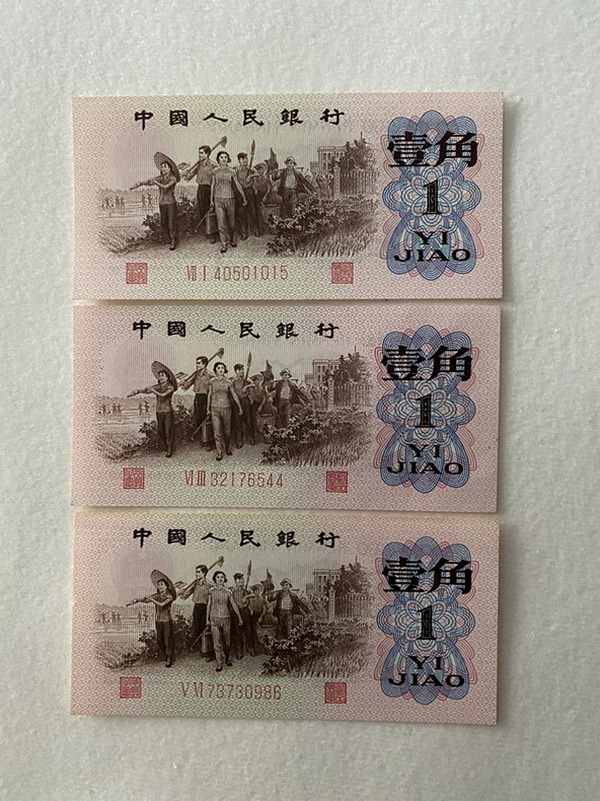 中國人民銀行
壹角
1
YI
JIAO
Ⅷ Ⅰ 40501015
中國人民銀行
壹角
1
YI
JIAO
Ⅵ Ⅲ 32176544
中國人民銀行
壹角
1
YI
JIAO
Ⅴ Ⅵ 73730986